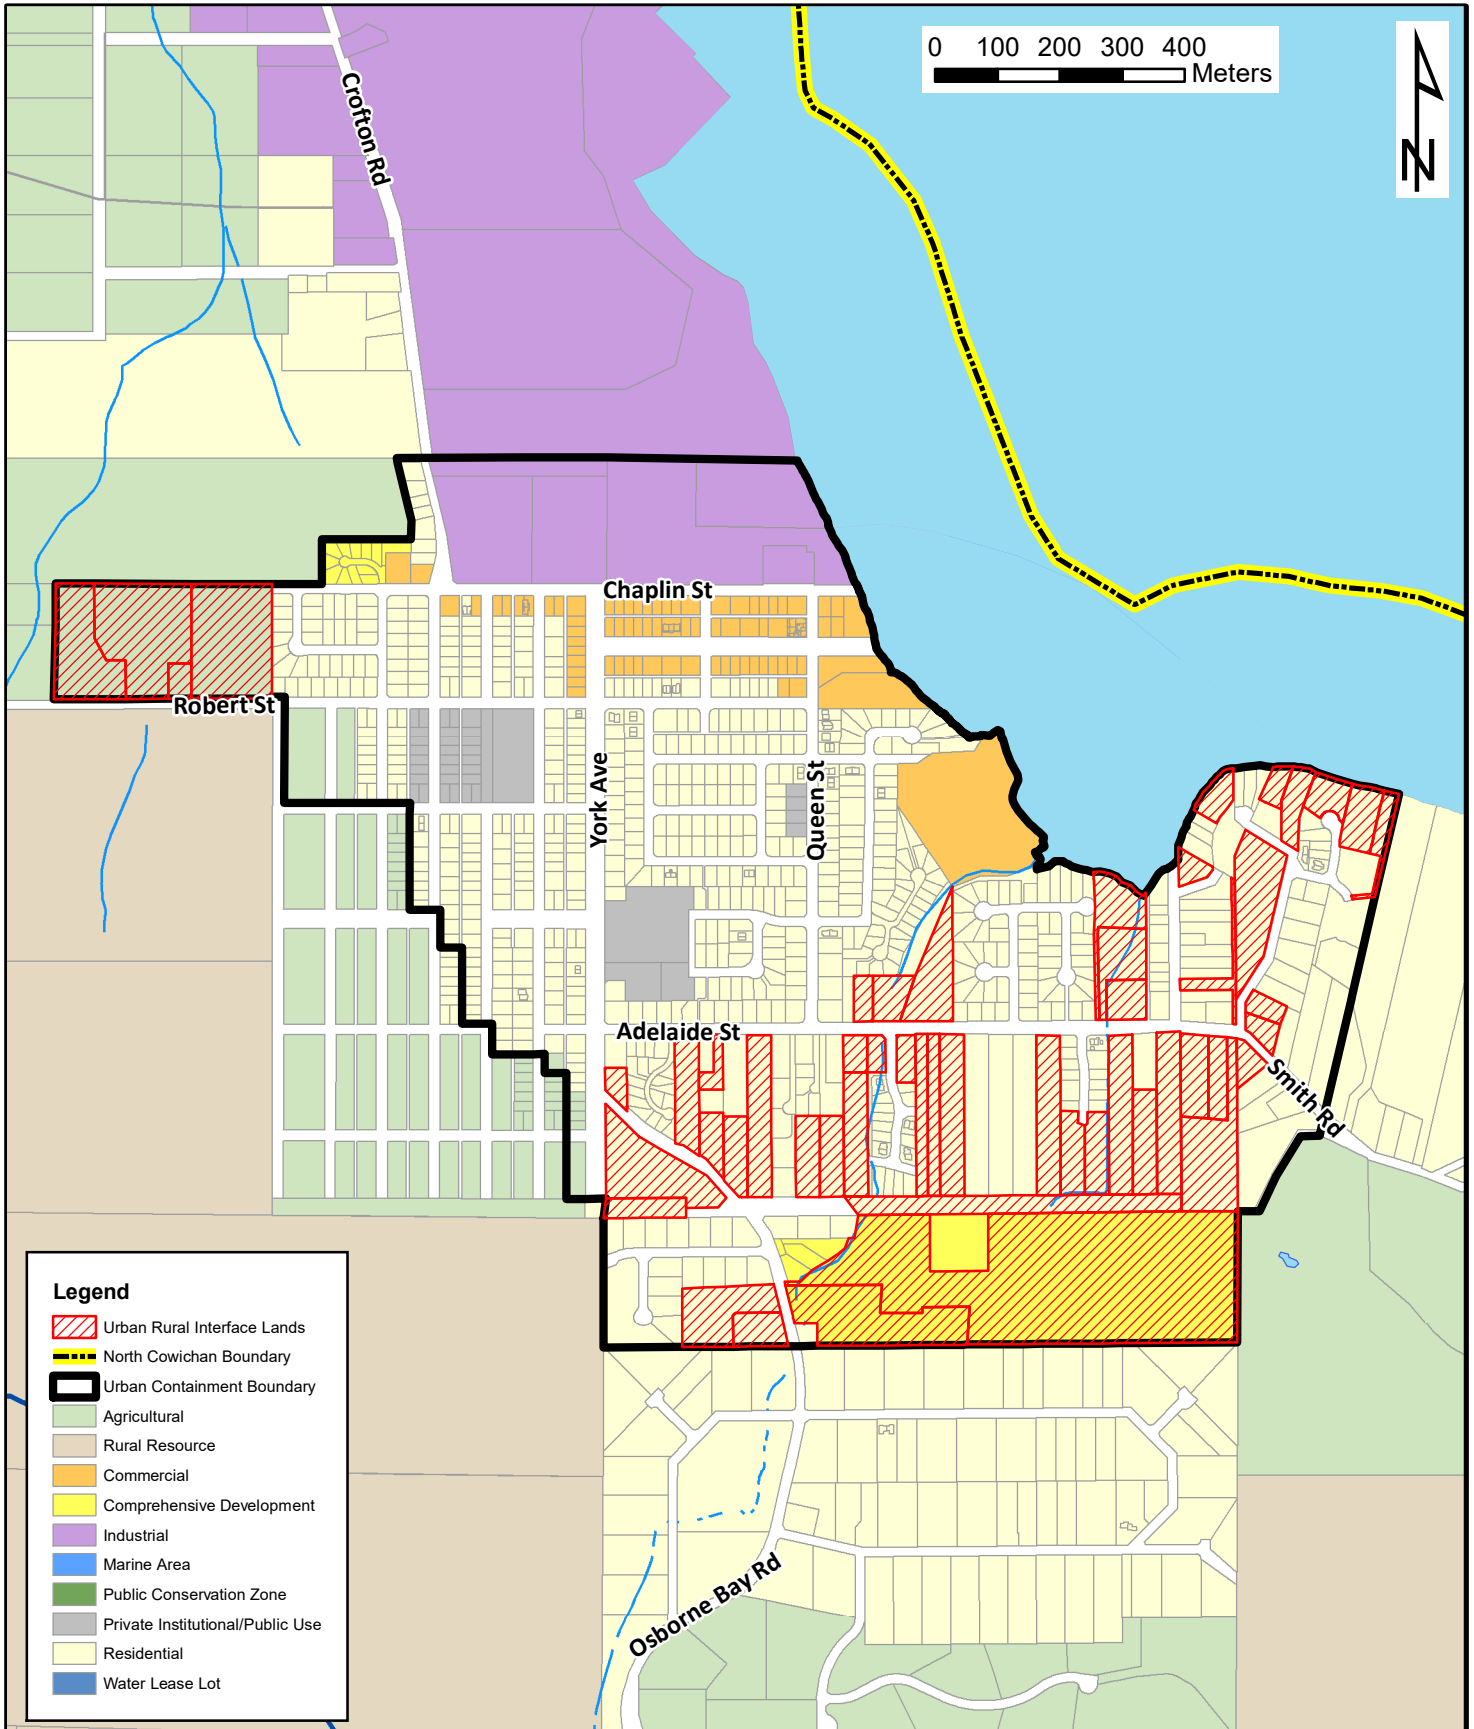 0 100 200 300 400
Meters
N
Crofton Rd
Chaplin St
Robert St
York Ave
Queen St
Adelaide St
Smith Rd
Osborne Bay Rd
Legend
Urban Rural Interface Lands
North Cowichan Boundary
Urban Containment Boundary
Agricultural
Rural Resource
Commercial
Comprehensive Development
Industrial
Marine Area
Public Conservation Zone
Private Institutional/Public Use
Residential
Water Lease Lot